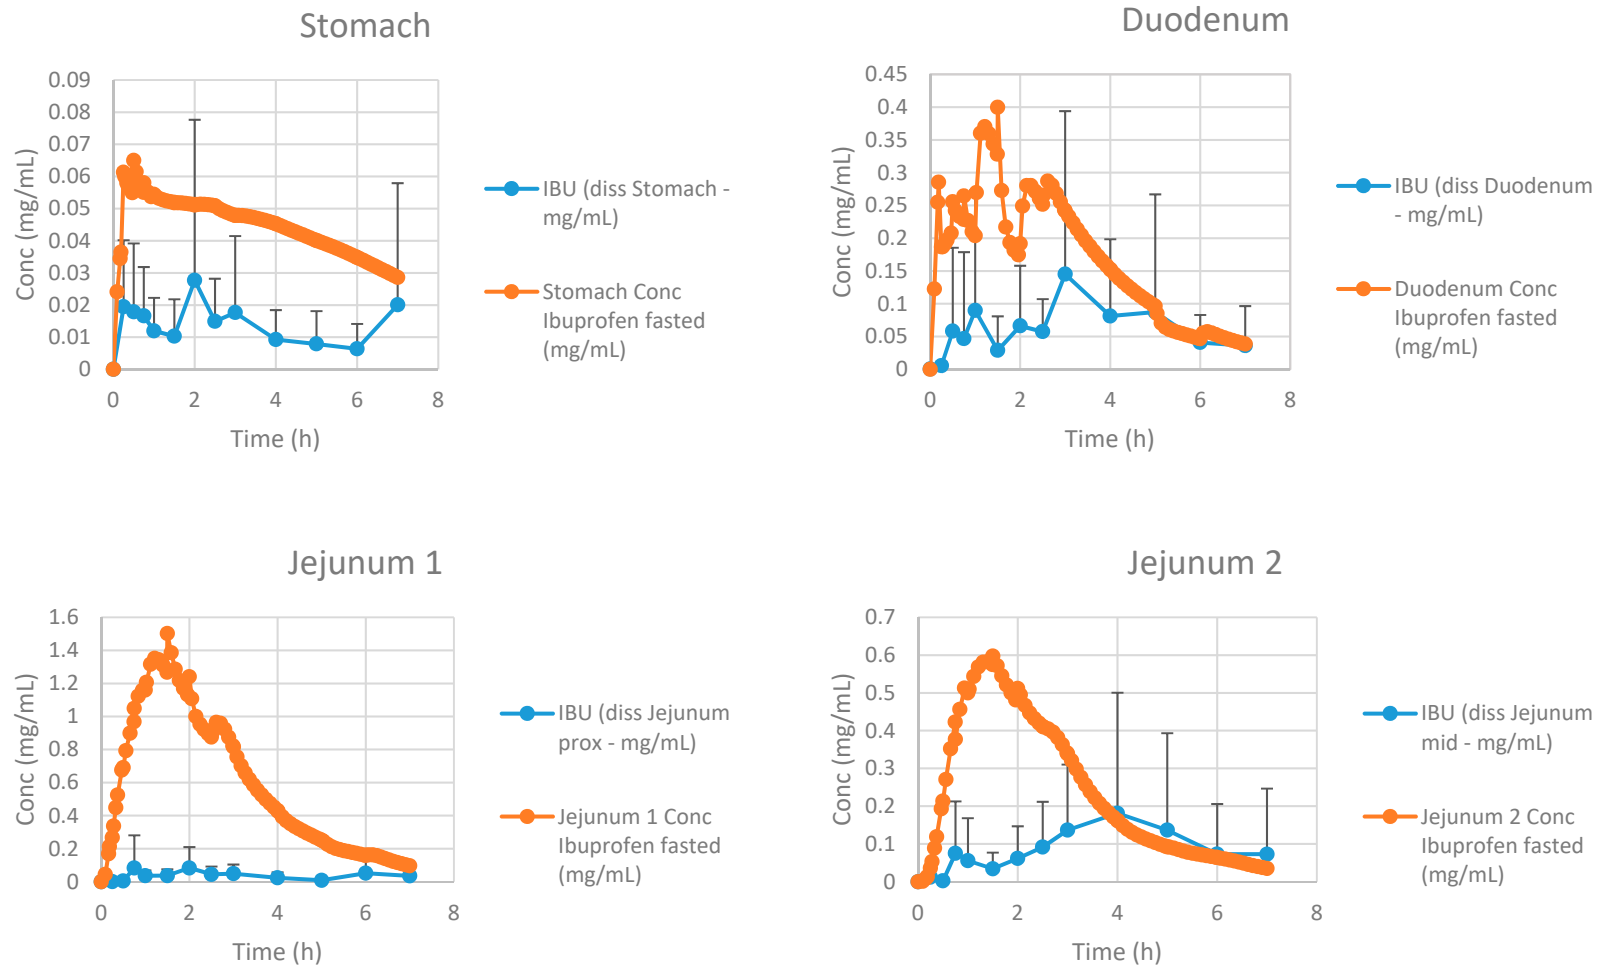 Stomach
0.09
0.08
0.07
0.06
0.05
0.04
0.03
0.02
0.01
0
Conc (mg/mL)
0 2 4 6 8
Time (h)
IBU (diss Stomach -
mg/mL)
Stomach Conc
Ibuprofen fasted
(mg/mL)
Duodenum
0.45
0.4
0.35
0.3
0.25
0.2
0.15
0.1
0.05
0
Conc (mg/mL)
0 2 4 6 8
Time (h)
IBU (diss Duodenum
- mg/mL)
Duodenum Conc
Ibuprofen fasted
(mg/mL)
Jejunum 1
1.6
1.4
1.2
1
0.8
0.6
0.4
0.2
0
Conc (mg/mL)
0 2 4 6 8
Time (h)
IBU (diss Jejunum
prox - mg/mL)
Jejunum 1 Conc
Ibuprofen fasted
(mg/mL)
Jejunum 2
0.7
0.6
0.5
0.4
0.3
0.2
0.1
0
Conc (mg/mL)
0 2 4 6 8
Time (h)
IBU (diss Jejunum
mid - mg/mL)
Jejunum 2 Conc
Ibuprofen fasted
(mg/mL)